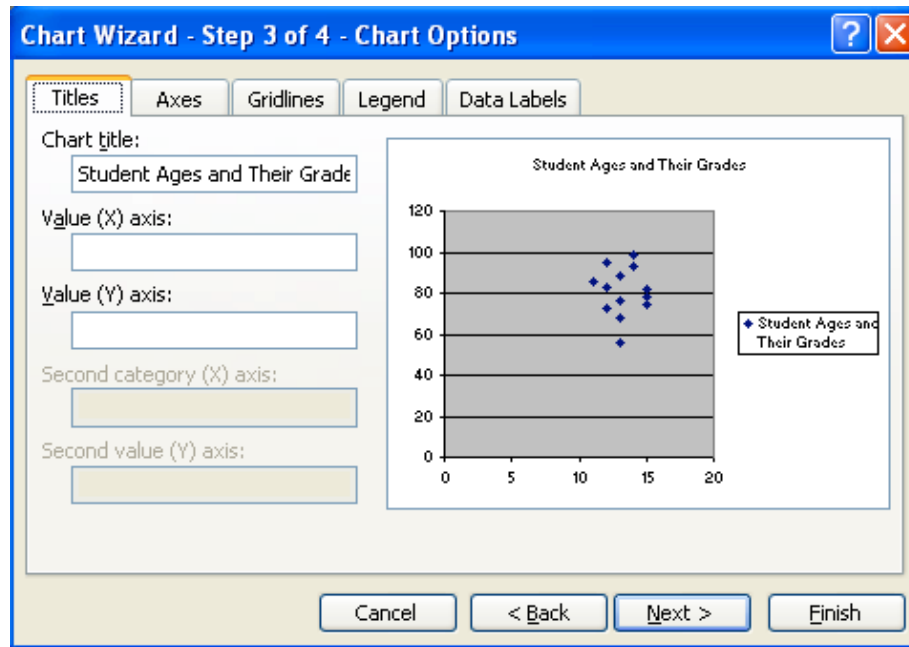 Chart Wizard - Step 3 of 4 - Chart Options
?
Titles Axes Gridlines Legend Data Labels
Chart title:
Student Ages and Their Grade
Value (X) axis:
Value (Y) axis:
Second category (X) axis:
Second value (Y) axis:
Student Ages and Their Grades
120
100
80
60
40
20
0
0 5 10 15 20
Student Ages and
Their Grades
Cancel < Back Next > Finish